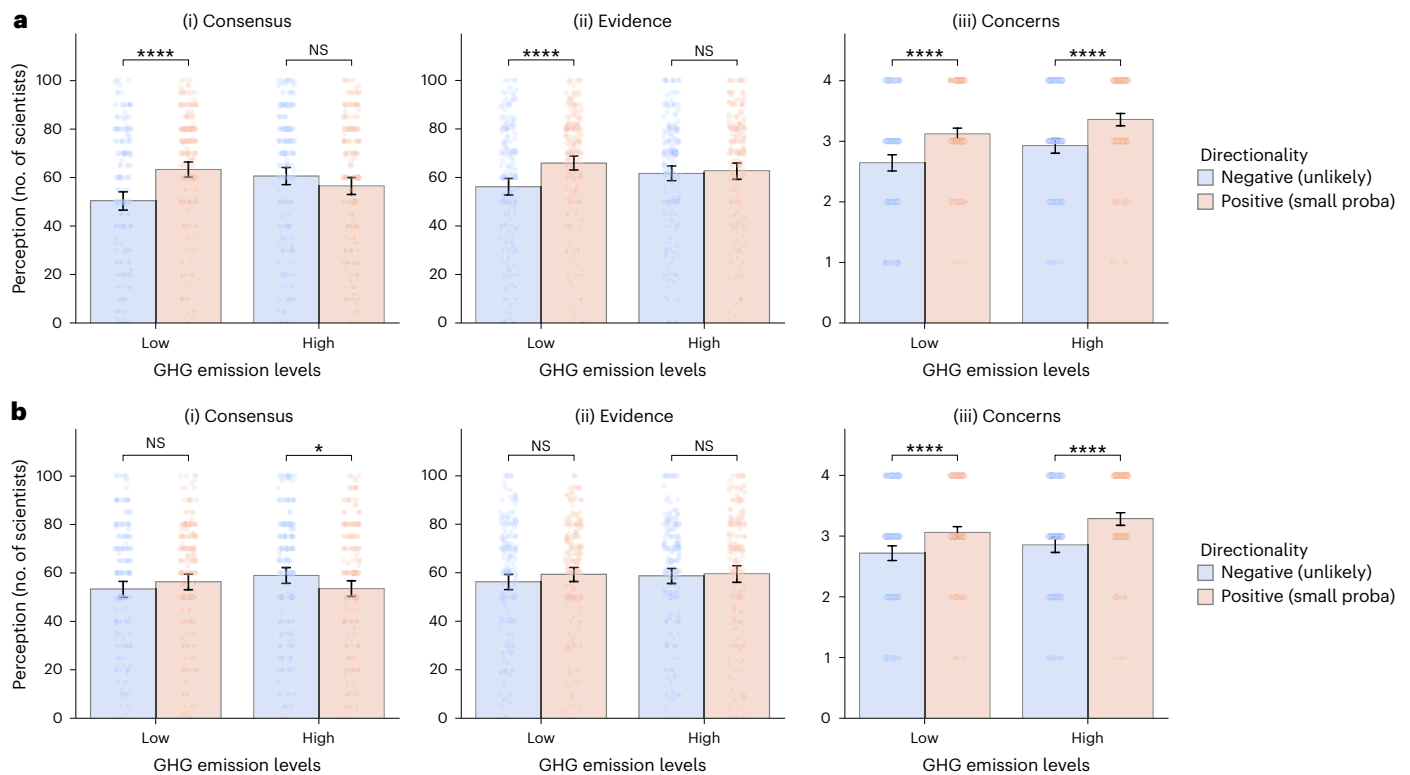 a
(i) Consensus
(ii) Evidence
(iii) Concerns
**** NS
**** NS
**** ****
Perception (no. of scientists)
100
80
60
40
20
0
100
80
60
40
20
0
4
3
2
1
0
Low High
Low High
Low High
GHG emission levels
GHG emission levels
GHG emission levels
Directionality
Negative (unlikely)
Positive (small proba)
b
(i) Consensus
(ii) Evidence
(iii) Concerns
NS *
NS NS
**** ****
Perception (no. of scientists)
100
80
60
40
20
0
100
80
60
40
20
0
4
3
2
1
0
Low High
Low High
Low High
GHG emission levels
GHG emission levels
GHG emission levels
Directionality
Negative (unlikely)
Positive (small proba)